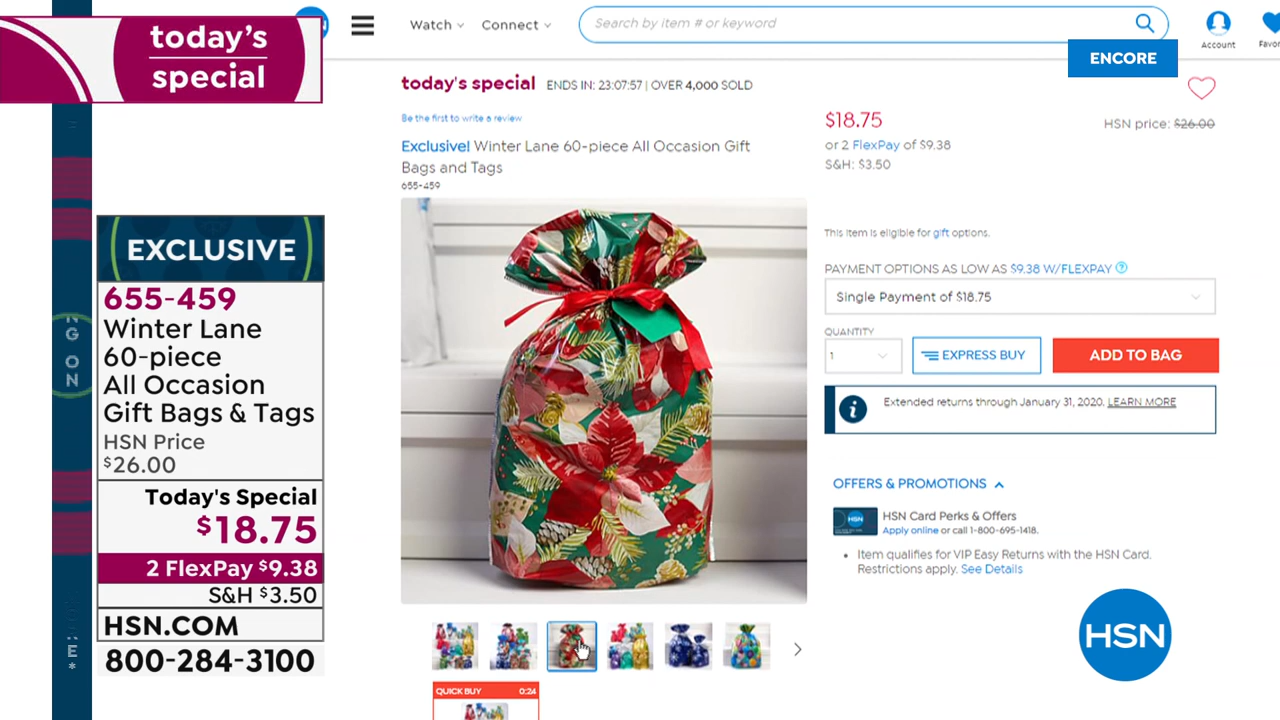 today's
special
Watch
Connect
Search by item # or keyword
Account
ENCORE
today's special ENDS IN: 23:07:57 | OVER 4,000 SOLD
Be the first to write a review
Exclusive! Winter Lane 60-piece All Occasion Gift
Bags and Tags
655-459
$18.75
HSN price: $26.00
or 2 FlexPay of $9.38
S&H: $3.50
This item is eligible for gift options.
PAYMENT OPTIONS AS LOW AS $9.38 W/FLEXPAY ?
Single Payment of $18.75
QUANTITY
1
EXPRESS BUY
ADD TO BAG
i
Extended returns through January 31, 2020. LEARN MORE
OFFERS & PROMOTIONS
HSN
HSN Card Perks & Offers
Apply online or call 1-800-695-1418.
• Item qualifies for VIP Easy Returns with the HSN Card.
Restrictions apply. See Details
HSN
QUICK BUY 0:24
EXCLUSIVE
655-459
Winter Lane
60-piece
All Occasion
Gift Bags & Tags
HSN Price
$26.00
Today's Special
$18.75
2 FlexPay $9.38
S&H $3.50
HSN.COM
800-284-3100